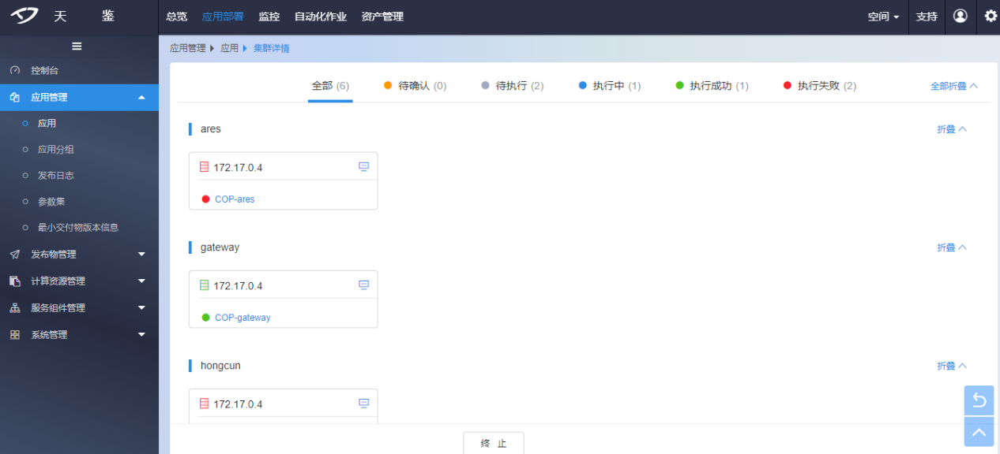 天 鉴
总览 应用部署 监控 自动化作业 资产管理
空间 支持
应用管理 应用 集群详情
控制台
应用管理
应用
应用分组
发布日志
参数集
最小交付物版本信息
发布物管理
计算资源管理
服务组件管理
系统管理
全部 (6) 待确认 (0) 待执行 (2) 执行中 (1) 执行成功 (1) 执行失败 (2) 全部折叠
ares 折叠
172.17.0.4
COP-ares
gateway 折叠
172.17.0.4
COP-gateway
hongcun 折叠
172.17.0.4
终 止